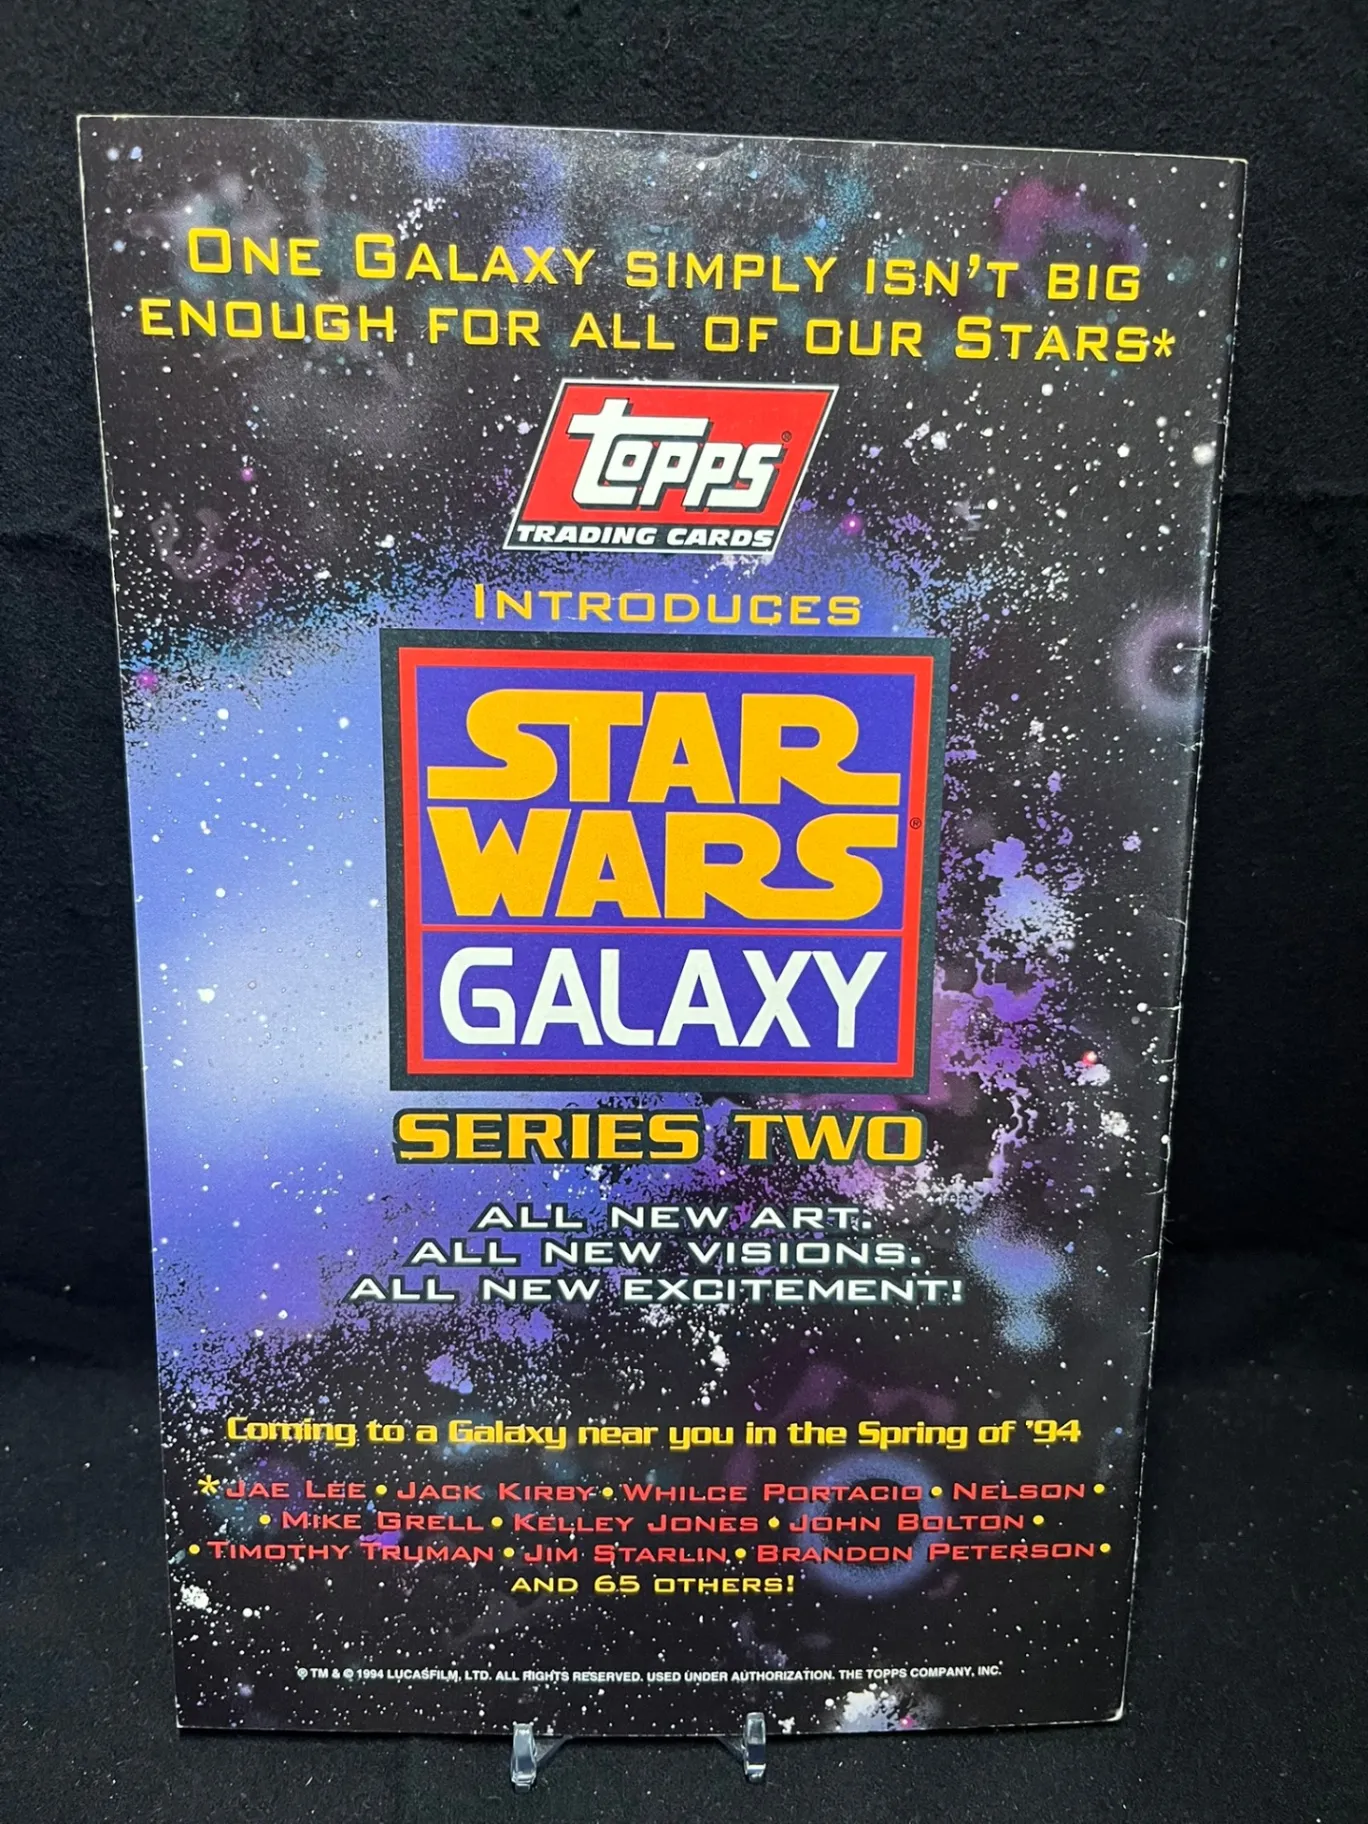 ONE GALAXY SIMPLY ISN'T BIG
ENOUGH FOR ALL OF OUR STARS*
Topps®
TRADING CARDS
INTRODUCES
STAR
WARS®
GALAXY
SERIES TWO
ALL NEW ART.
ALL NEW VISIONS.
ALL NEW EXCITEMENT!
Coming to a Galaxy near you in the Spring of '94
*JAE LEE • JACK KIRBY • WHILCE PORTACIO • NELSON •
• MIKE GRELL • KELLEY JONES • JOHN BOLTON •
• TIMOTHY TRUMAN • JIM STARLIN • BRANDON PETERSON •
AND 65 OTHERS!
® TM & © 1994 LUCASFILM, LTD. ALL RIGHTS RESERVED. USED UNDER AUTHORIZATION. THE TOPPS COMPANY, INC.